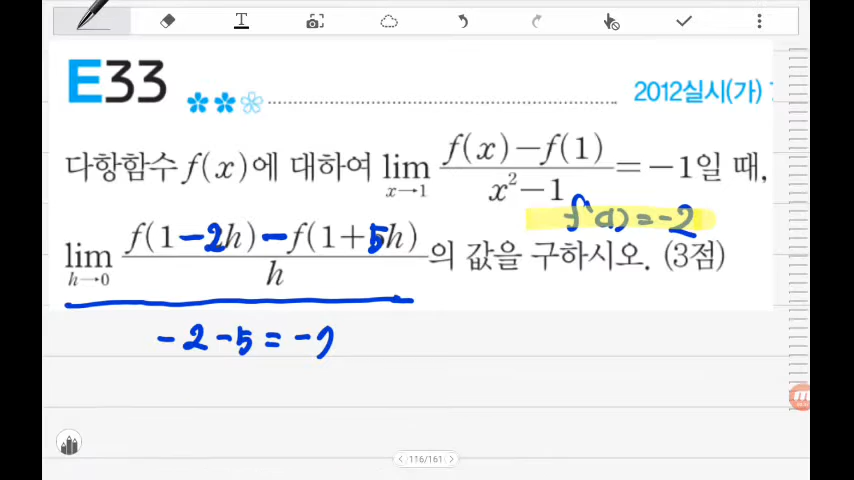 T
E33
2012실시(가)
다항함수 f(x)에 대하여 lim x→1 f(x)−f(1) / x²−1 = −1일 때,
f'(1) = −2
lim h→0 f(1−2h)−f(1+5h) / h 의 값을 구하시오. (3점)
−2−5 = −7
116/161